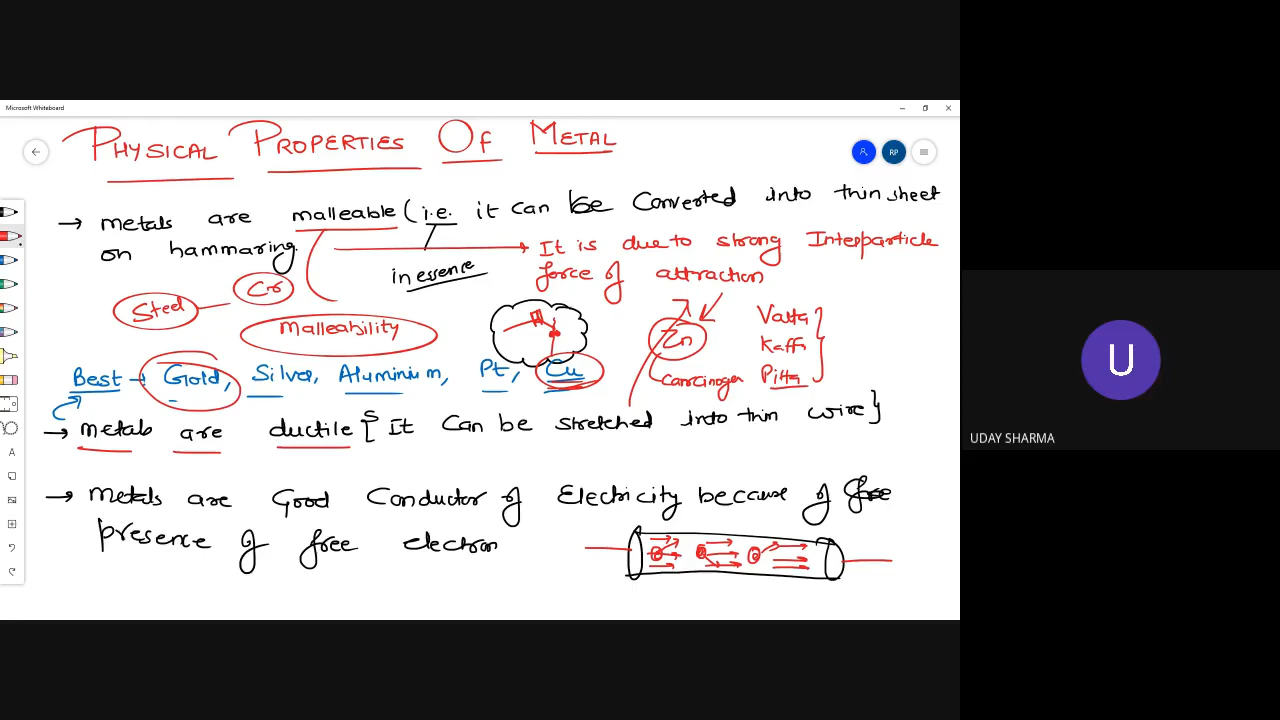 Microsoft Whiteboard
PHYSICAL PROPERTIES OF METAL
RP
→ metals are malleable (i.e. it can be Converted into thin sheet
on hammaring.
→ It is due to strong Interparticle
force of attraction
in essence
Steel
Cr
Malleability
Zn
Vatta
Kaffa
Pitta
Carcinogen
Best → Gold, Silver, Aluminium, Pt, Cu
→ metals are ductile [It can be stretched into thin wire}
→ Metals are Good Conductor of Electricity because of free
presence of free electron
U
UDAY SHARMA
A